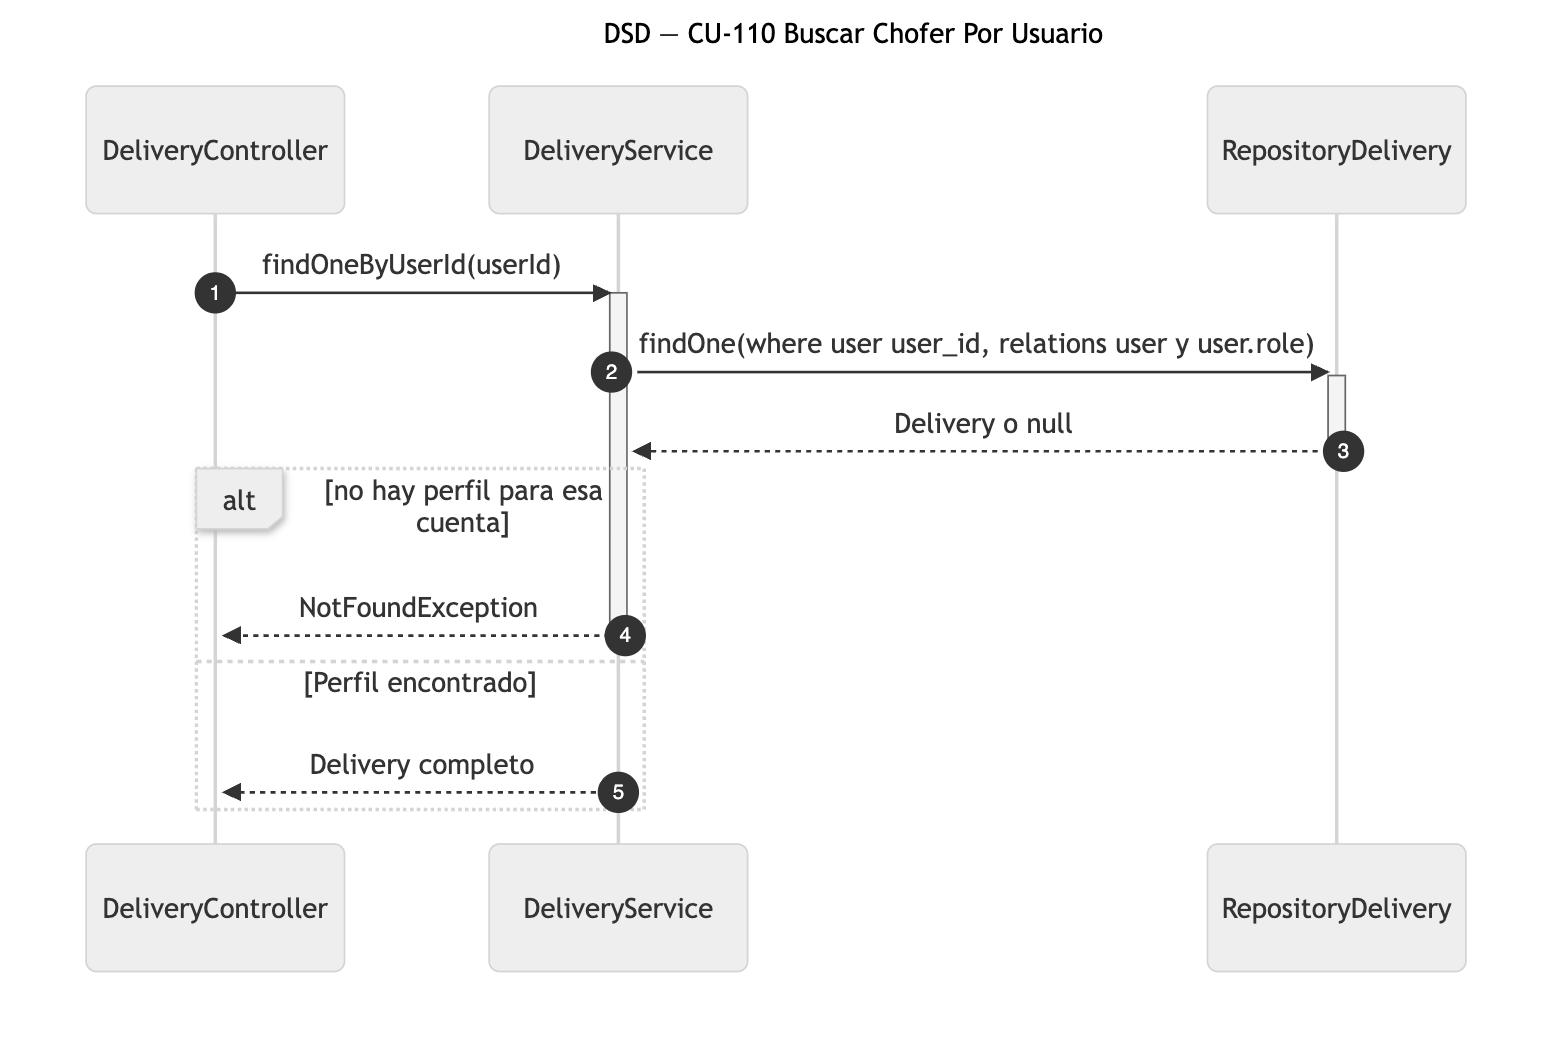 DSD — CU-110 Buscar Chofer Por Usuario
DeliveryController
DeliveryService
RepositoryDelivery
findOneByUserId(userId)
1
findOne(where user user_id, relations user y user.role)
2
Delivery o null
3
alt
[no hay perfil para esa
cuenta]
NotFoundException
4
[Perfil encontrado]
Delivery completo
5
DeliveryController
DeliveryService
RepositoryDelivery